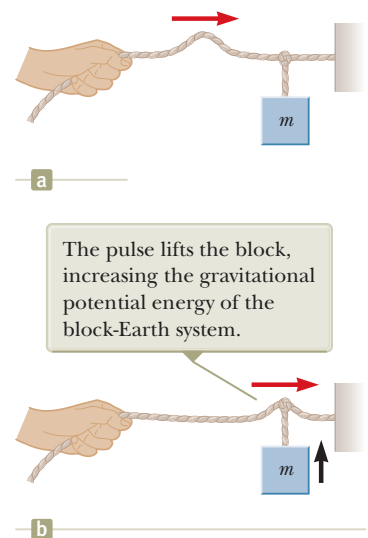 m
a
The pulse lifts the block,
increasing the gravitational
potential energy of the
block-Earth system.
m
b